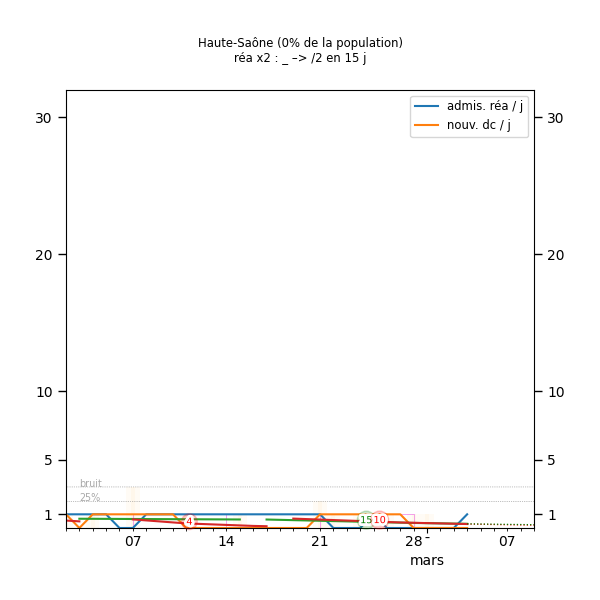 Haute-Saône (0% de la population)
réa x2 : _ –> /2 en 15 j
admis. réa / j
nouv. dc / j
30 30
20 20
10 10
5 5
bruit
25%
1 4 15 10 1
07 14 21 28 07
mars